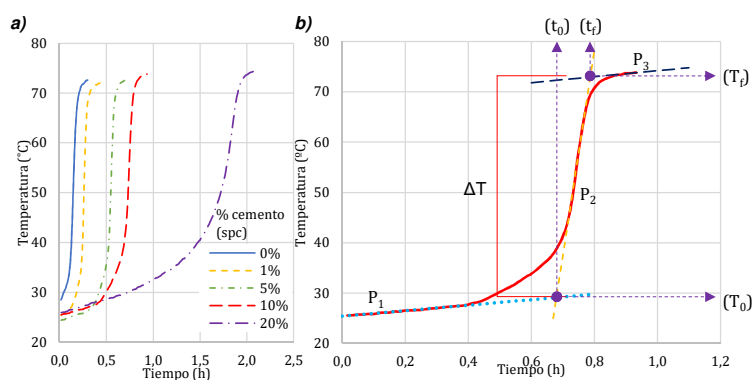 a)
80
70
60
50
40
30
20
0,0 0,5 1,0 1,5 2,0 2,5
Temperatura (°C)
Tiempo (h)
% cemento
(spc)
0%
1%
5%
10%
20%
b)
(t0) (tf)
80
70
60
50
40
30
20
0,0 0,2 0,4 0,6 0,8 1,0 1,2
Temperatura (ºC)
Tiempo (h)
P3
(Tf)
ΔT
P2
P1
(T0)